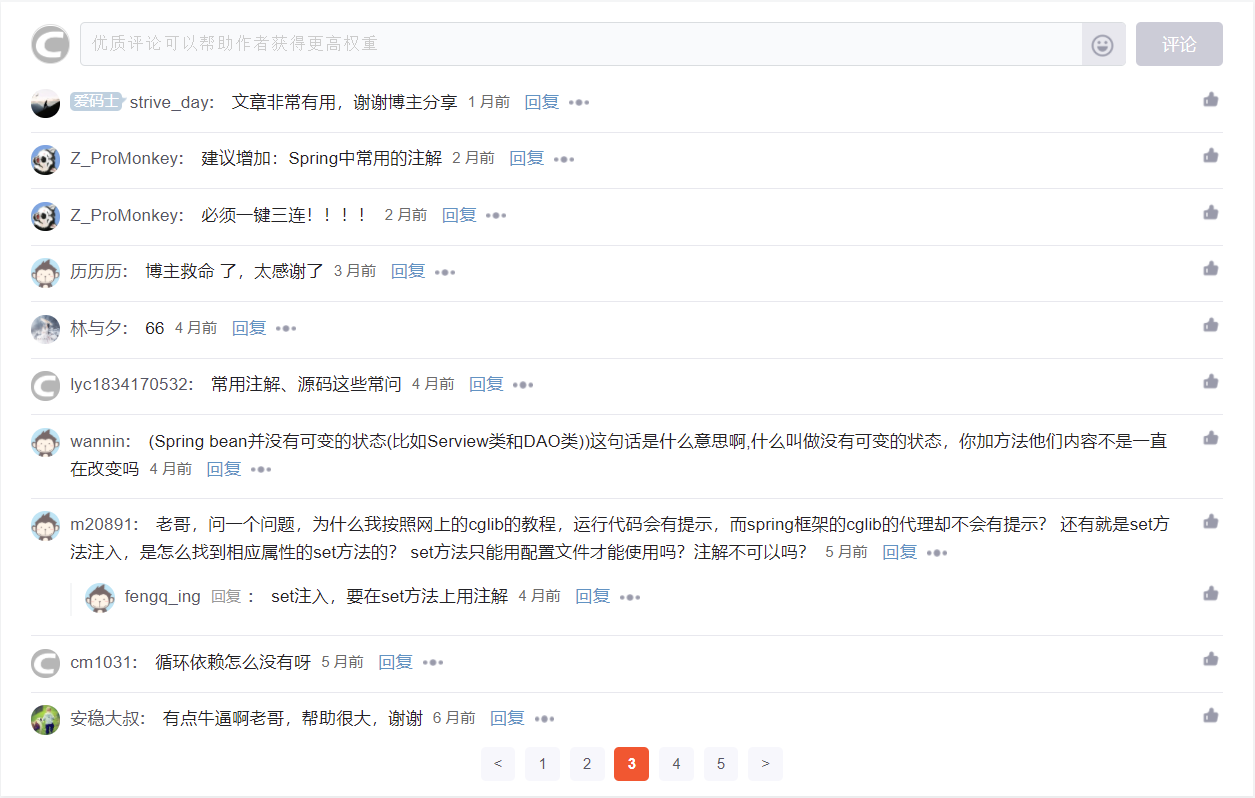 优质评论可以帮助作者获得更高权重
评论
爱码士 strive_day： 文章非常有用，谢谢博主分享 1 月前 回复
Z_ProMonkey： 建议增加：Spring中常用的注解 2 月前 回复
Z_ProMonkey： 必须一键三连！！！！ 2 月前 回复
历历历： 博主救命 了，太感谢了 3 月前 回复
林与夕： 66 4 月前 回复
lyc1834170532： 常用注解、源码这些常问 4 月前 回复
wannin： (Spring bean并没有可变的状态(比如Serview类和DAO类))这句话是什么意思啊,什么叫做没有可变的状态，你加方法他们内容不是一直
在改变吗 4 月前 回复
m20891： 老哥，问一个问题，为什么我按照网上的cglib的教程，运行代码会有提示，而spring框架的cglib的代理却不会有提示？ 还有就是set方
法注入，是怎么找到相应属性的set方法的？ set方法只能用配置文件才能使用吗？注解不可以吗？ 5 月前 回复
fengq_ing 回复 ： set注入，要在set方法上用注解 4 月前 回复
cm1031： 循环依赖怎么没有呀 5 月前 回复
安稳大叔： 有点牛逼啊老哥，帮助很大，谢谢 6 月前 回复
< 1 2 3 4 5 >